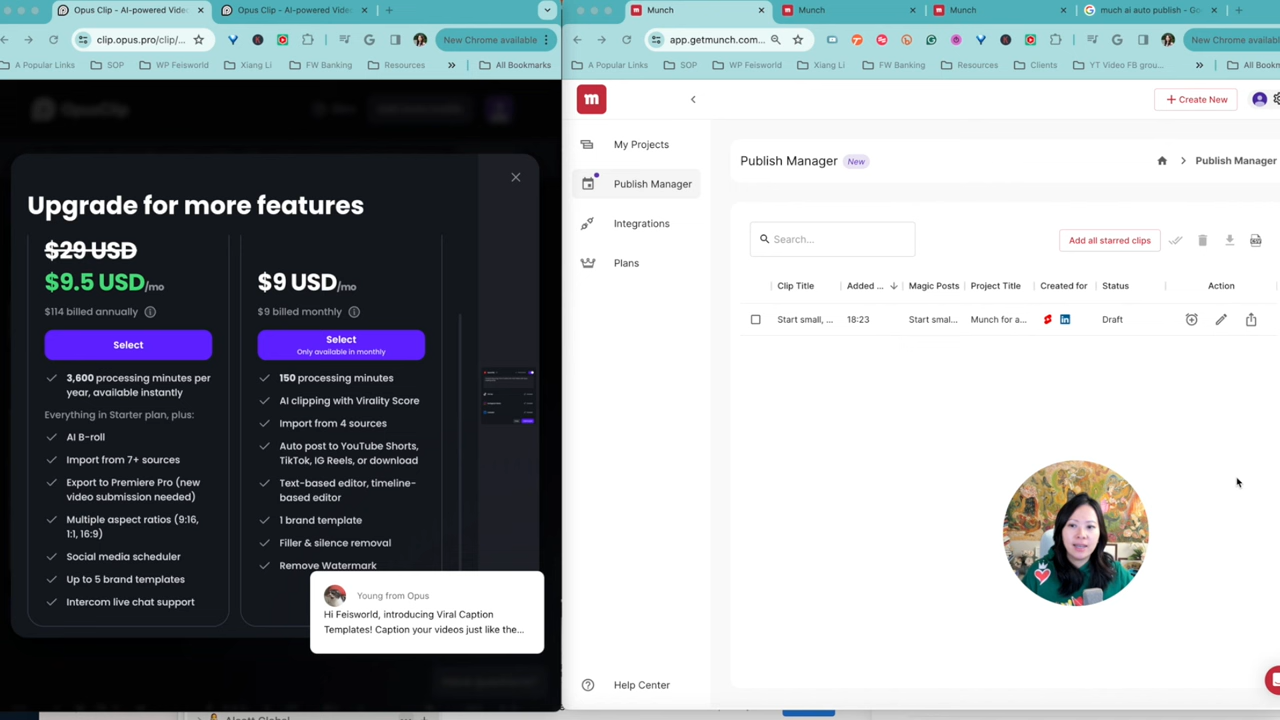 Opus Clip - AI-powered Vide
Opus Clip - AI-powered Vide
clip.opus.pro/clip/...
New Chrome available
A Popular Links
SOP
WP Feisworld
Xiang Li
FW Banking
Resources
»
All Bookmarks
OpusClip
Upgrade for more features
$29 USD
$9.5 USD/mo
$114 billed annually
Select
3,600 processing minutes per
year, available instantly
Everything in Starter plan, plus:
AI B-roll
Import from 7+ sources
Export to Premiere Pro (new
video submission needed)
Multiple aspect ratios (9:16,
1:1, 16:9)
Social media scheduler
Up to 5 brand templates
Intercom live chat support
$9 USD/mo
$9 billed monthly
Select
Only available in monthly
150 processing minutes
AI clipping with Virality Score
Import from 4 sources
Auto post to YouTube Shorts,
TikTok, IG Reels, or download
Text-based editor, timeline-
based editor
1 brand template
Filler & silence removal
Remove Watermark
Young from Opus
Hi Feisworld, introducing Viral Caption
Templates! Caption your videos just like the...
Munch
Munch
Munch
much ai auto publish - Go
app.getmunch.com...
New Chrome available
A Popular Links
SOP
WP Feisworld
Xiang Li
FW Banking
Resources
Clients
YT Video FB grou...
»
All Bookm
m
Create New
My Projects
Publish Manager
Integrations
Plans
Help Center
Publish Manager
New
Publish Manager
Search...
Add all starred clips
Clip Title
Added ...
Magic Posts
Project Title
Created for
Status
Action
Start small, ...
18:23
Start smal...
Munch for a...
Draft